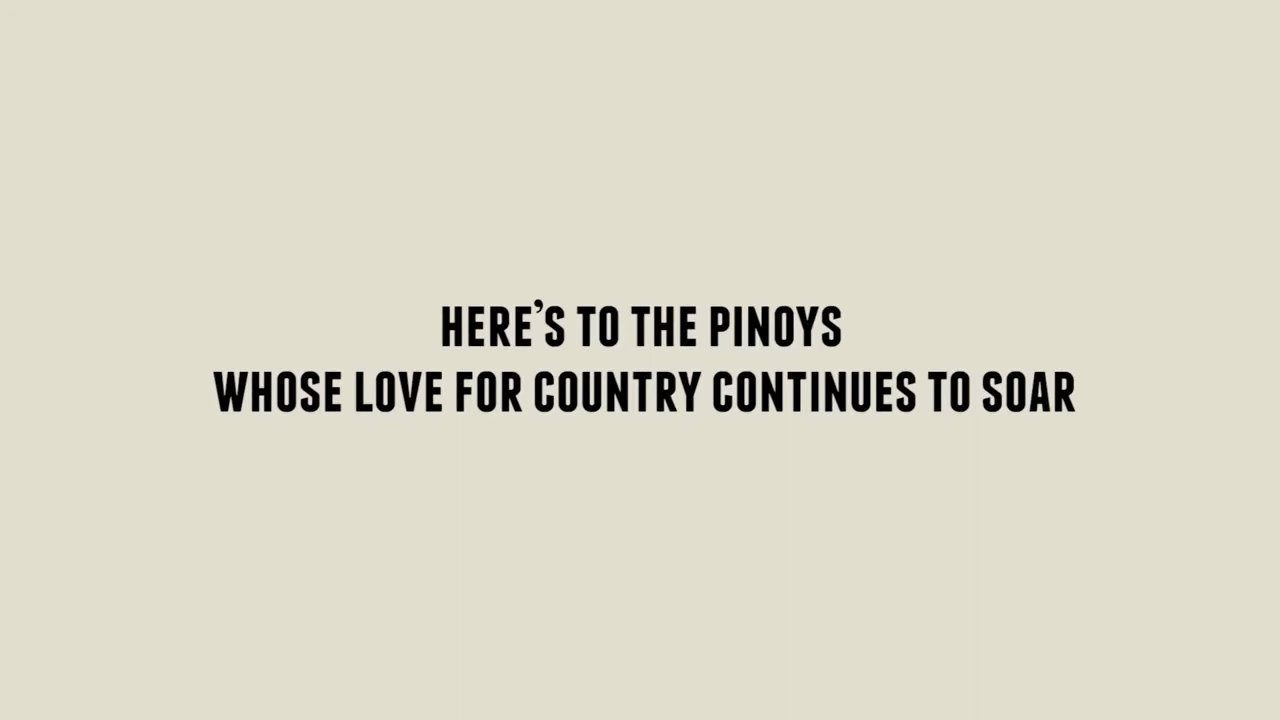 HERE’S TO THE PINOYS
WHOSE LOVE FOR COUNTRY CONTINUES TO SOAR